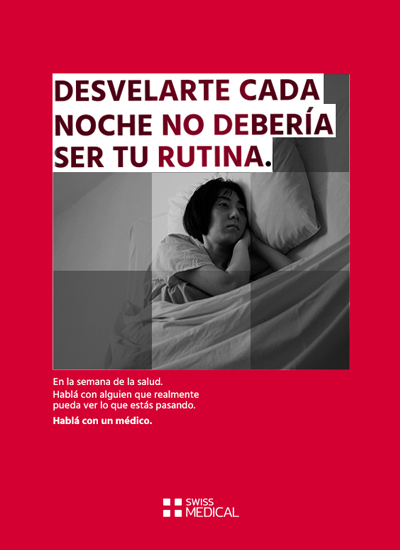 DESVELARTE CADA
NOCHE NO DEBERÍA
SER TU RUTINA.
En la semana de la salud.
Hablá con alguien que realmente
pueda ver lo que estás pasando.
Hablá con un médico.
SWISS
MEDICAL